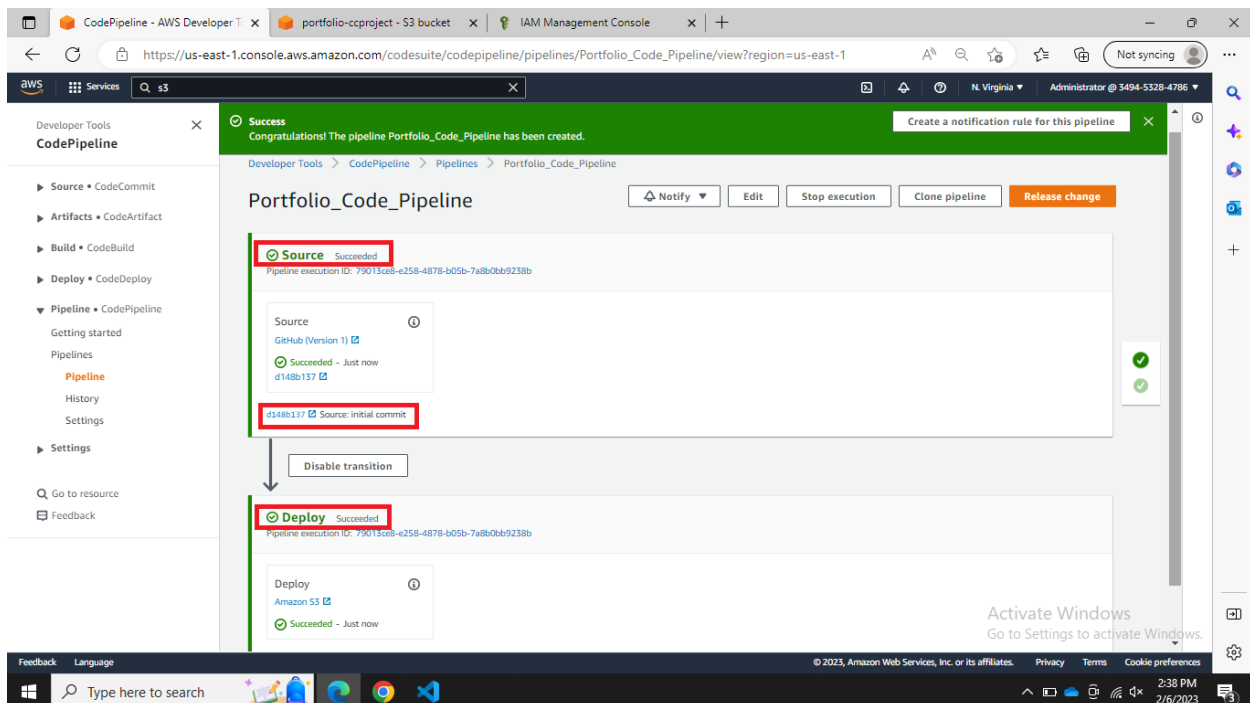 CodePipeline - AWS Developer T
portfolio-ccproject - S3 bucket
IAM Management Console
https://us-east-1.console.aws.amazon.com/codesuite/codepipeline/pipelines/Portfolio_Code_Pipeline/view?region=us-east-1
Not syncing
aws
Services
s3
N. Virginia
Administrator @ 3494-5328-4786
Developer Tools
CodePipeline
Source • CodeCommit
Artifacts • CodeArtifact
Build • CodeBuild
Deploy • CodeDeploy
Pipeline • CodePipeline
Getting started
Pipelines
Pipeline
History
Settings
Settings
Go to resource
Feedback
Success
Congratulations! The pipeline Portfolio_Code_Pipeline has been created.
Create a notification rule for this pipeline
Developer Tools > CodePipeline > Pipelines > Portfolio_Code_Pipeline
Portfolio_Code_Pipeline
Notify
Edit
Stop execution
Clone pipeline
Release change
Source Succeeded
Pipeline execution ID: 79013ce8-e258-4878-b05b-7a8b0bb9238b
Source
GitHub (Version 1)
Succeeded - Just now
d148b137
d148b137 Source: initial commit
Disable transition
Deploy Succeeded
Pipeline execution ID: 79013ce8-e258-4878-b05b-7a8b0bb9238b
Deploy
Amazon S3
Succeeded - Just now
Activate Windows
Go to Settings to activate Windows.
Feedback
Language
© 2023, Amazon Web Services, Inc. or its affiliates.
Privacy
Terms
Cookie preferences
Type here to search
2:38 PM
2/6/2023
3